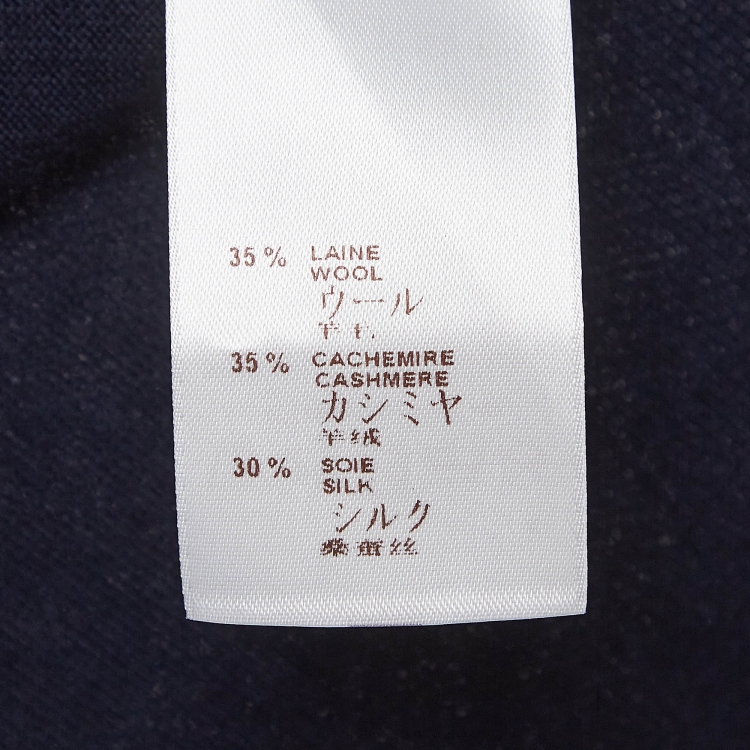 35 % LAINE
WOOL
ウール
羊毛
35 % CACHEMIRE
CASHMERE
カシミヤ
羊绒
30 % SOIE
SILK
シルク
桑蚕丝